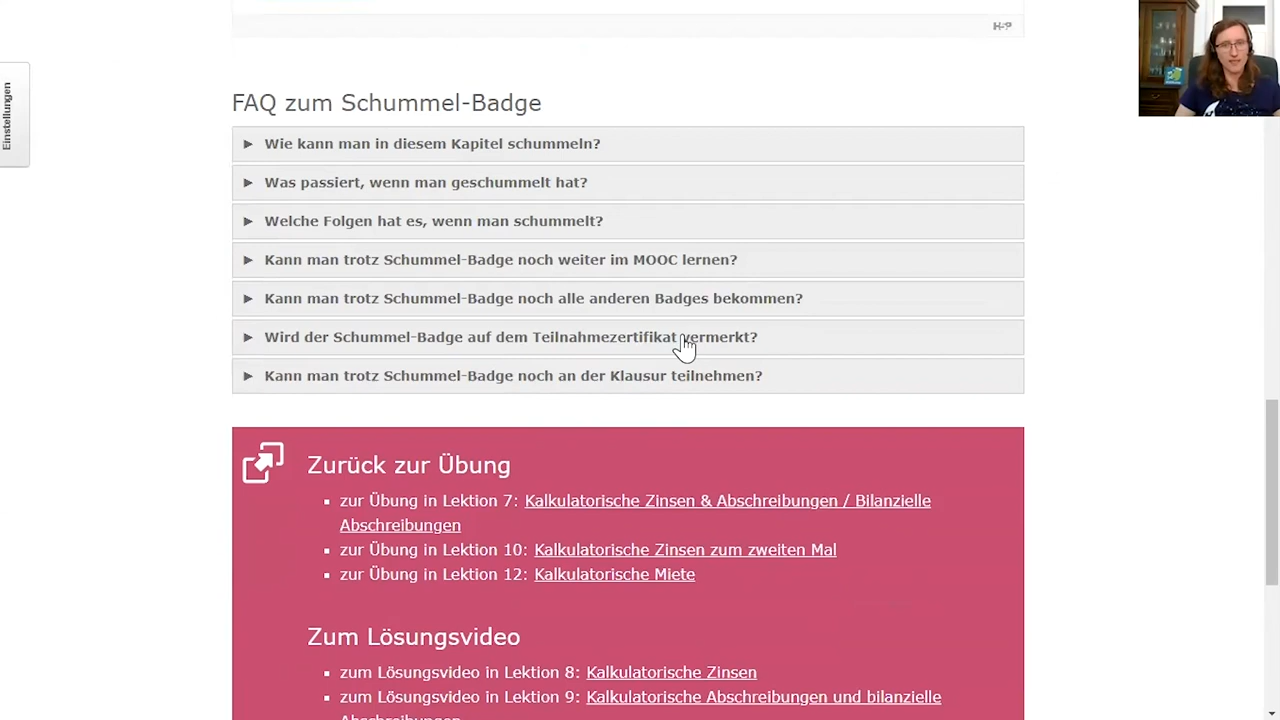 H-P
Einstellungen
FAQ zum Schummel-Badge
Wie kann man in diesem Kapitel schummeln?
Was passiert, wenn man geschummelt hat?
Welche Folgen hat es, wenn man schummelt?
Kann man trotz Schummel-Badge noch weiter im MOOC lernen?
Kann man trotz Schummel-Badge noch alle anderen Badges bekommen?
Wird der Schummel-Badge auf dem Teilnahmezertifikat vermerkt?
Kann man trotz Schummel-Badge noch an der Klausur teilnehmen?
Zurück zur Übung
zur Übung in Lektion 7: Kalkulatorische Zinsen & Abschreibungen / Bilanzielle
Abschreibungen
zur Übung in Lektion 10: Kalkulatorische Zinsen zum zweiten Mal
zur Übung in Lektion 12: Kalkulatorische Miete
Zum Lösungsvideo
zum Lösungsvideo in Lektion 8: Kalkulatorische Zinsen
zum Lösungsvideo in Lektion 9: Kalkulatorische Abschreibungen und bilanzielle
Abschreibungen